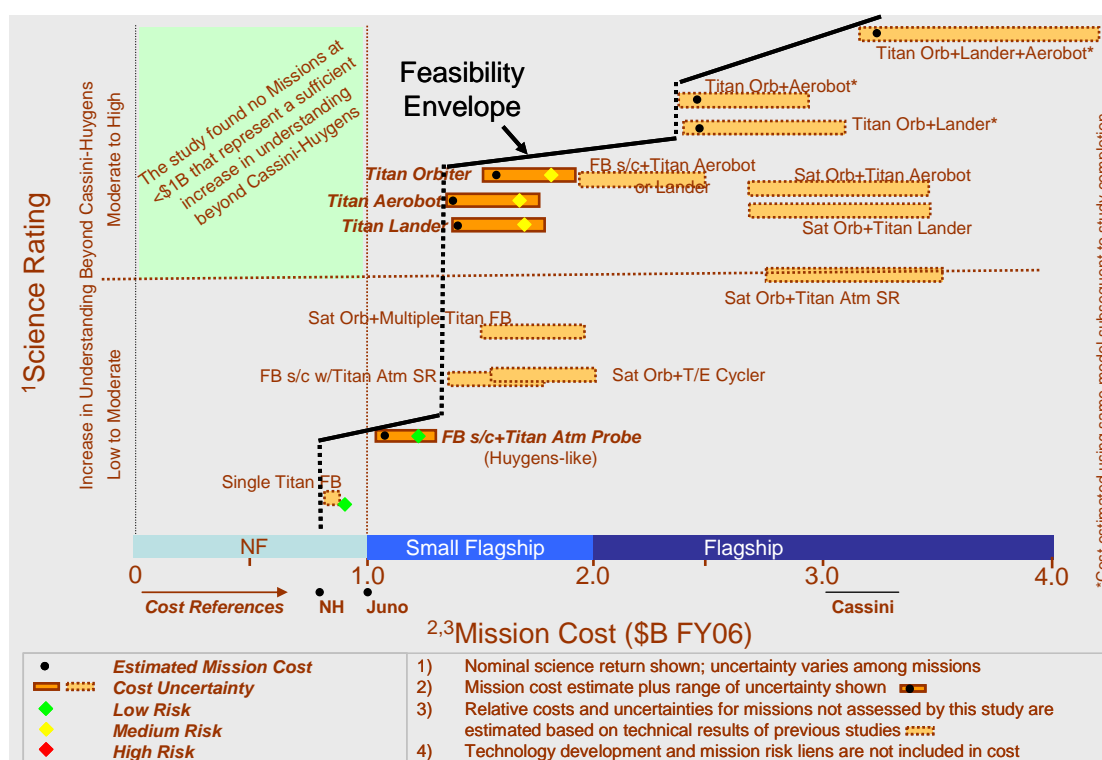 The study found no Missions at
<$1B that represent a sufficient
increase in understanding
beyond Cassini-Huygens
Feasibility
Envelope
Titan Orb+Lander+Aerobot*
Titan Orb+Aerobot*
Titan Orb+Lander*
Titan Orbiter
FB s/c+Titan Aerobot
or Lander
Sat Orb+Titan Aerobot
Titan Aerobot
Titan Lander
Sat Orb+Titan Lander
Sat Orb+Titan Atm SR
Sat Orb+Multiple Titan FB
FB s/c w/Titan Atm SR
Sat Orb+T/E Cycler
FB s/c+Titan Atm Probe
(Huygens-like)
Single Titan FB
1Science Rating
Increase in Understanding Beyond Cassini-Huygens
Low to Moderate
Moderate to High
*Cost estimated using same model subsequent to study completion
NF
Small Flagship
Flagship
0
1.0
2.0
3.0
4.0
Cost References
NH
Juno
Cassini
2,3Mission Cost ($B FY06)
Estimated Mission Cost
Cost Uncertainty
Low Risk
Medium Risk
High Risk
1) Nominal science return shown; uncertainty varies among missions
2) Mission cost estimate plus range of uncertainty shown
3) Relative costs and uncertainties for missions not assessed by this study are
estimated based on technical results of previous studies
4) Technology development and mission risk liens are not included in cost